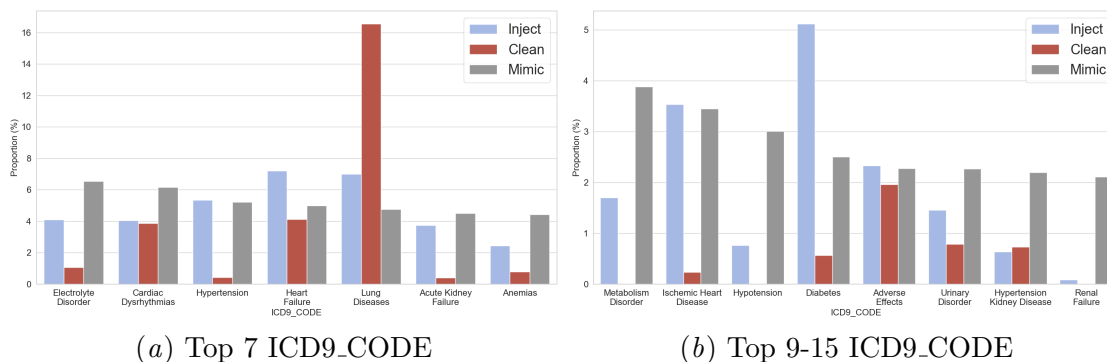 16
14
12
10
8
6
4
2
0
Proportion (%)
Inject
Clean
Mimic
Electrolyte
Disorder
Cardiac
Dysrhythmias
Hypertension
Heart
Failure
Lung
Diseases
Acute Kidney
Failure
Anemias
ICD9_CODE
(a) Top 7 ICD9_CODE
5
4
3
2
1
0
Proportion (%)
Inject
Clean
Mimic
Metabolism
Disorder
Ischemic Heart
Disease
Hypotension
Diabetes
Adverse
Effects
Urinary
Disorder
Hypertension
Kidney Disease
Renal
Failure
ICD9_CODE
(b) Top 9-15 ICD9_CODE